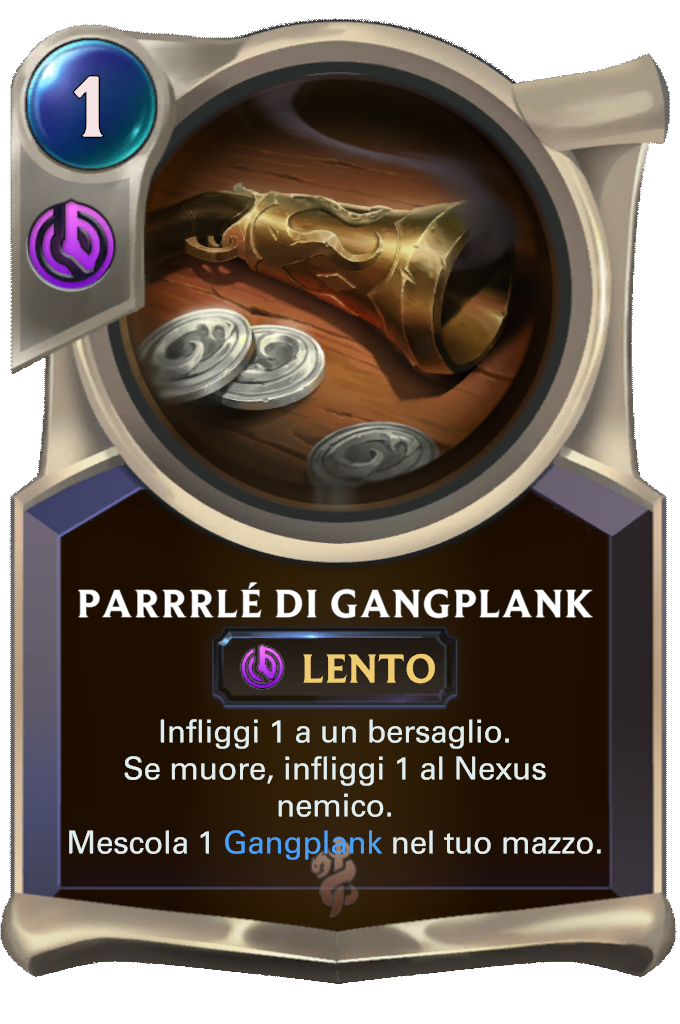 1
PARRRLÉ DI GANGPLANK
LENTO
Infliggi 1 a un bersaglio.
Se muore, infliggi 1 al Nexus
nemico.
Mescola 1 Gangplank nel tuo mazzo.